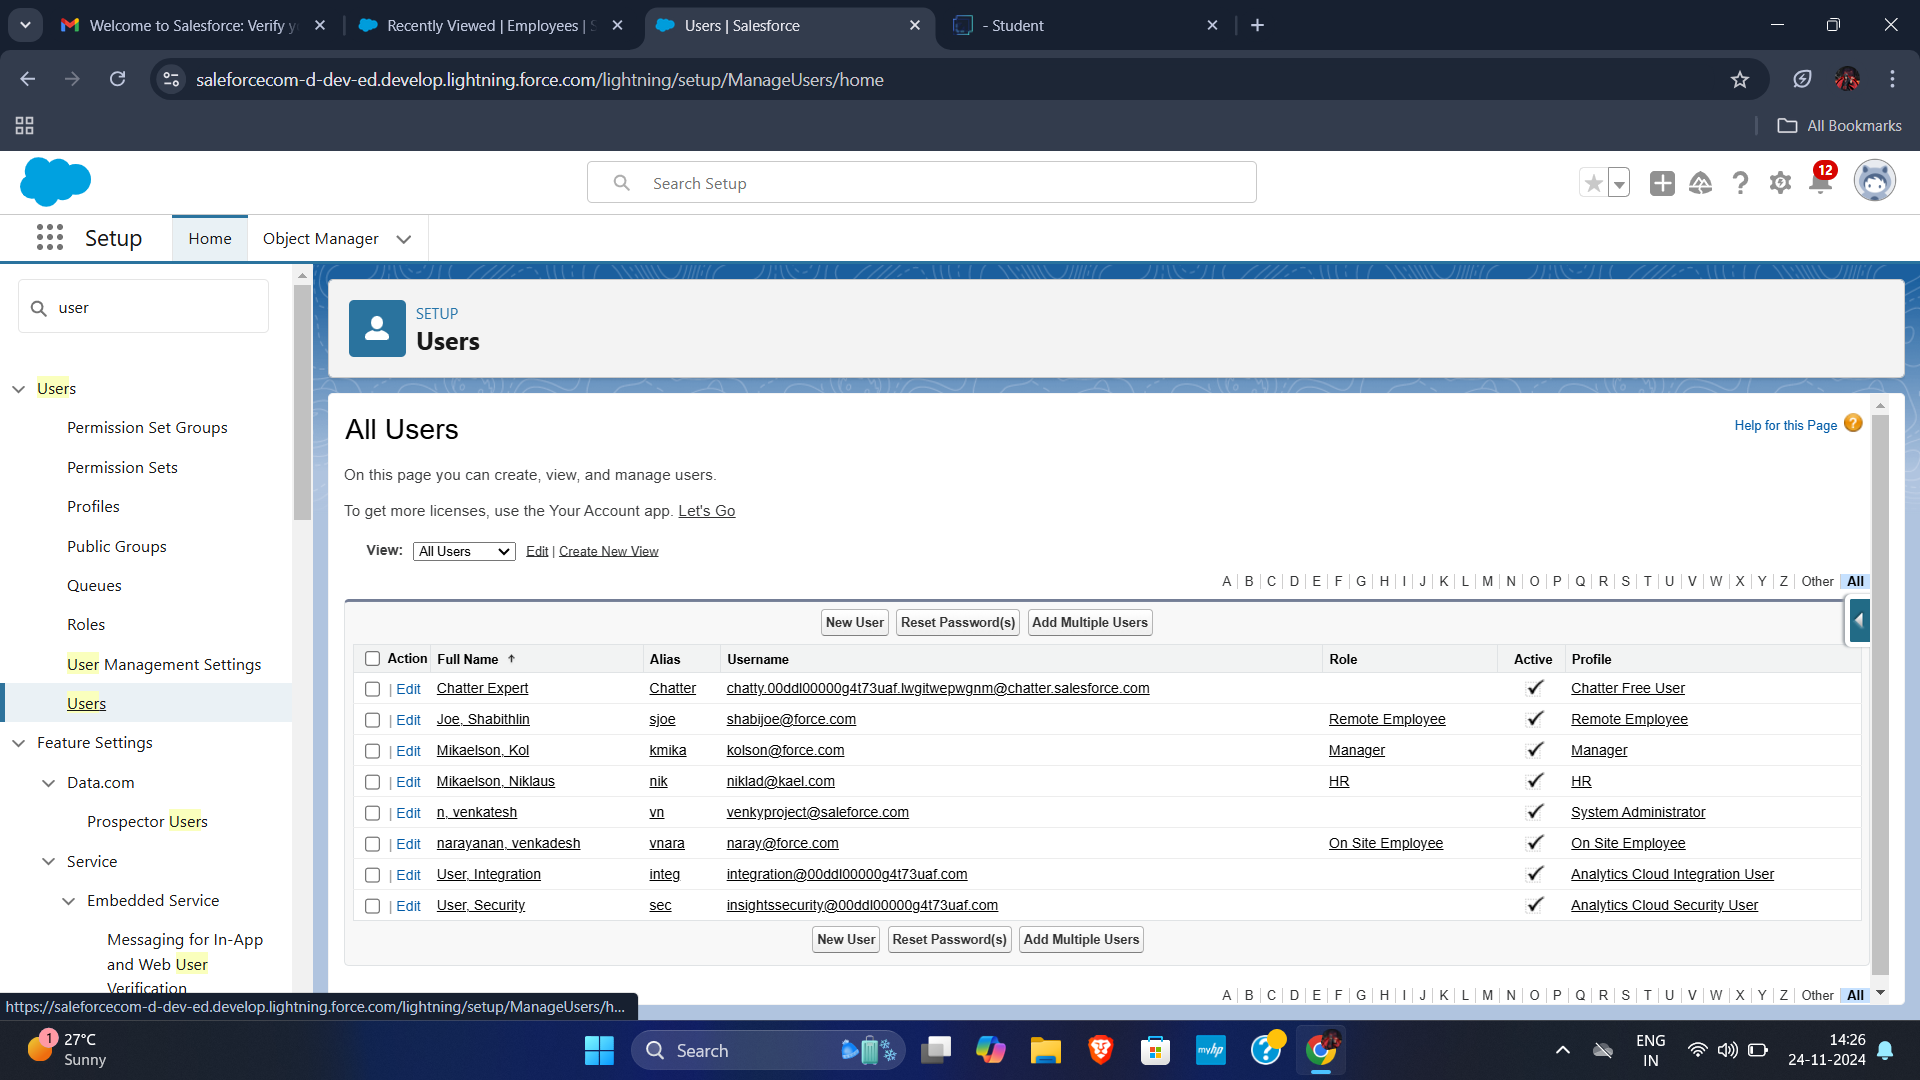 Welcome to Salesforce: Verify y
Recently Viewed | Employees | S
Users | Salesforce
- Student
saleforcecom-d-dev-ed.develop.lightning.force.com/lightning/setup/ManageUsers/home
All Bookmarks
Search Setup
12
Setup
Home
Object Manager
user
SETUP
Users
Users
Permission Set Groups
Permission Sets
Profiles
Public Groups
Queues
Roles
User Management Settings
Users
Feature Settings
Data.com
Prospector Users
Service
Embedded Service
Messaging for In-App
and Web User
Verification
All Users
Help for this Page ?
On this page you can create, view, and manage users.
To get more licenses, use the Your Account app. Let's Go
View: All Users Edit | Create New View
A | B | C | D | E | F | G | H | I | J | K | L | M | N | O | P | Q | R | S | T | U | V | W | X | Y | Z | Other | All
New User Reset Password(s) Add Multiple Users
Action Full Name ↑ Alias Username Role Active Profile
| Edit Chatter Expert Chatter chatty.00ddl00000g4t73uaf.lwgitwepwgnm@chatter.salesforce.com ✓ Chatter Free User
| Edit Joe, Shabithlin sjoe shabijoe@force.com Remote Employee ✓ Remote Employee
| Edit Mikaelson, Kol kmika kolson@force.com Manager ✓ Manager
| Edit Mikaelson, Niklaus nik niklad@kael.com HR ✓ HR
| Edit n, venkatesh vn venkyproject@saleforce.com ✓ System Administrator
| Edit narayanan, venkadesh vnara naray@force.com On Site Employee ✓ On Site Employee
| Edit User, Integration integ integration@00ddl00000g4t73uaf.com ✓ Analytics Cloud Integration User
| Edit User, Security sec insightssecurity@00ddl00000g4t73uaf.com ✓ Analytics Cloud Security User
New User Reset Password(s) Add Multiple Users
A | B | C | D | E | F | G | H | I | J | K | L | M | N | O | P | Q | R | S | T | U | V | W | X | Y | Z | Other | All
https://saleforcecom-d-dev-ed.develop.lightning.force.com/lightning/setup/ManageUsers/h...
1
27°C
Sunny
Search
myhp
ENG
IN
14:26
24-11-2024